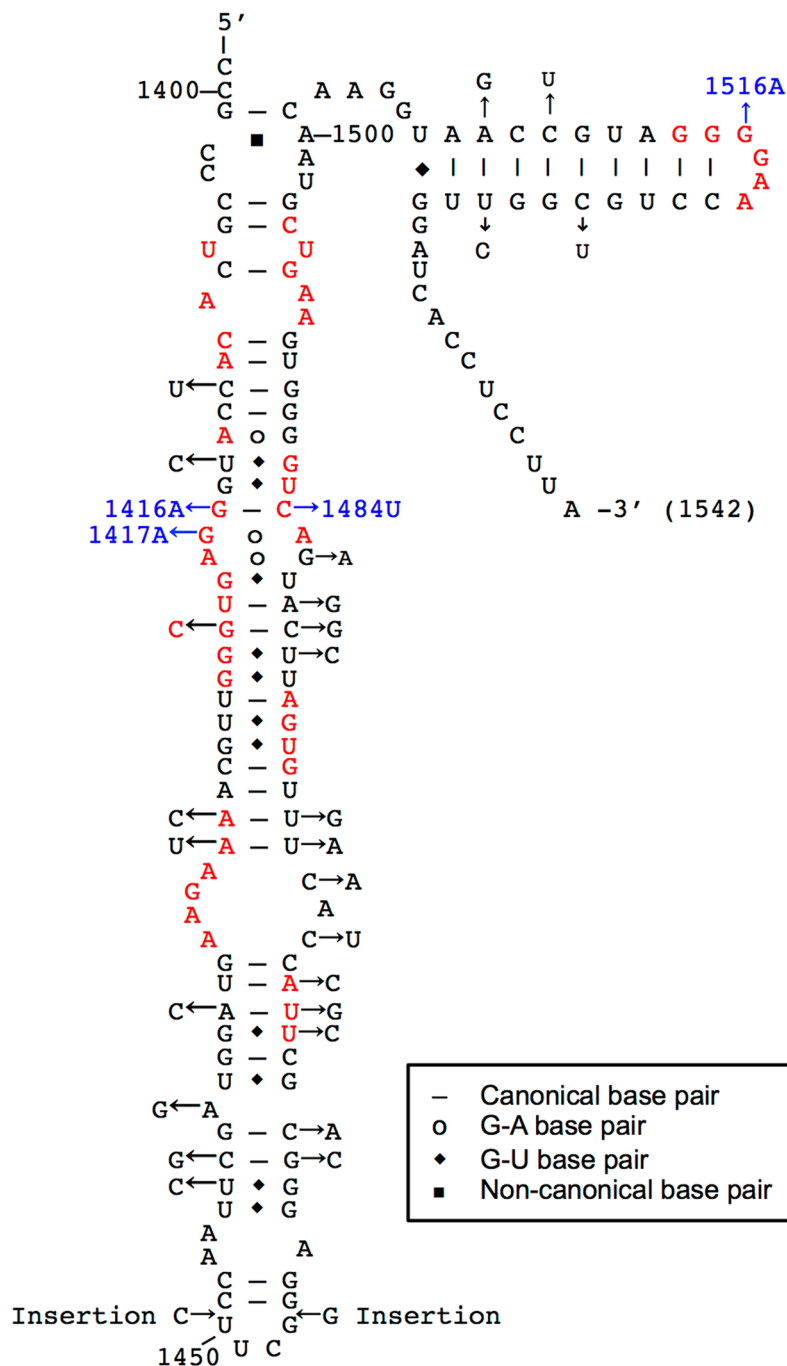 5′
C
G U
1400–C A A G 1516A
G – C G
A–1500 U A A C C G U A G G G
C A G
C U A
C – G G U U G C G G U C C A
G – C G
U U A C U
C – G U
A A C
A A
C – G C
A – U C
U←C – G U
C – G C
A o G C
C←U ◆ G U
G ◆ U U
1416A←G – C→1484U A –3′ (1542)
1417A←G o A
A o G→A
G ◆ U
U – A→G
C←G – C→G
G ◆ U→C
G ◆ U
U – A
U ◆ G
G ◆ U
C – G
A U
C←A – U→G
U←A – U→A
A C→A
G A
A
A C→U
G – C
U – A→C
C←A – U→G
G ◆ U→C
G – C
U ◆ G
G←A
G – C→A
G←C – G→C
C←U ◆ G
U ◆ G
A A
A
C – G
C – G
Insertion C→ ←G Insertion
U G
1450 U C
– Canonical base pair
o G-A base pair
◆ G-U base pair
■ Non-canonical base pair